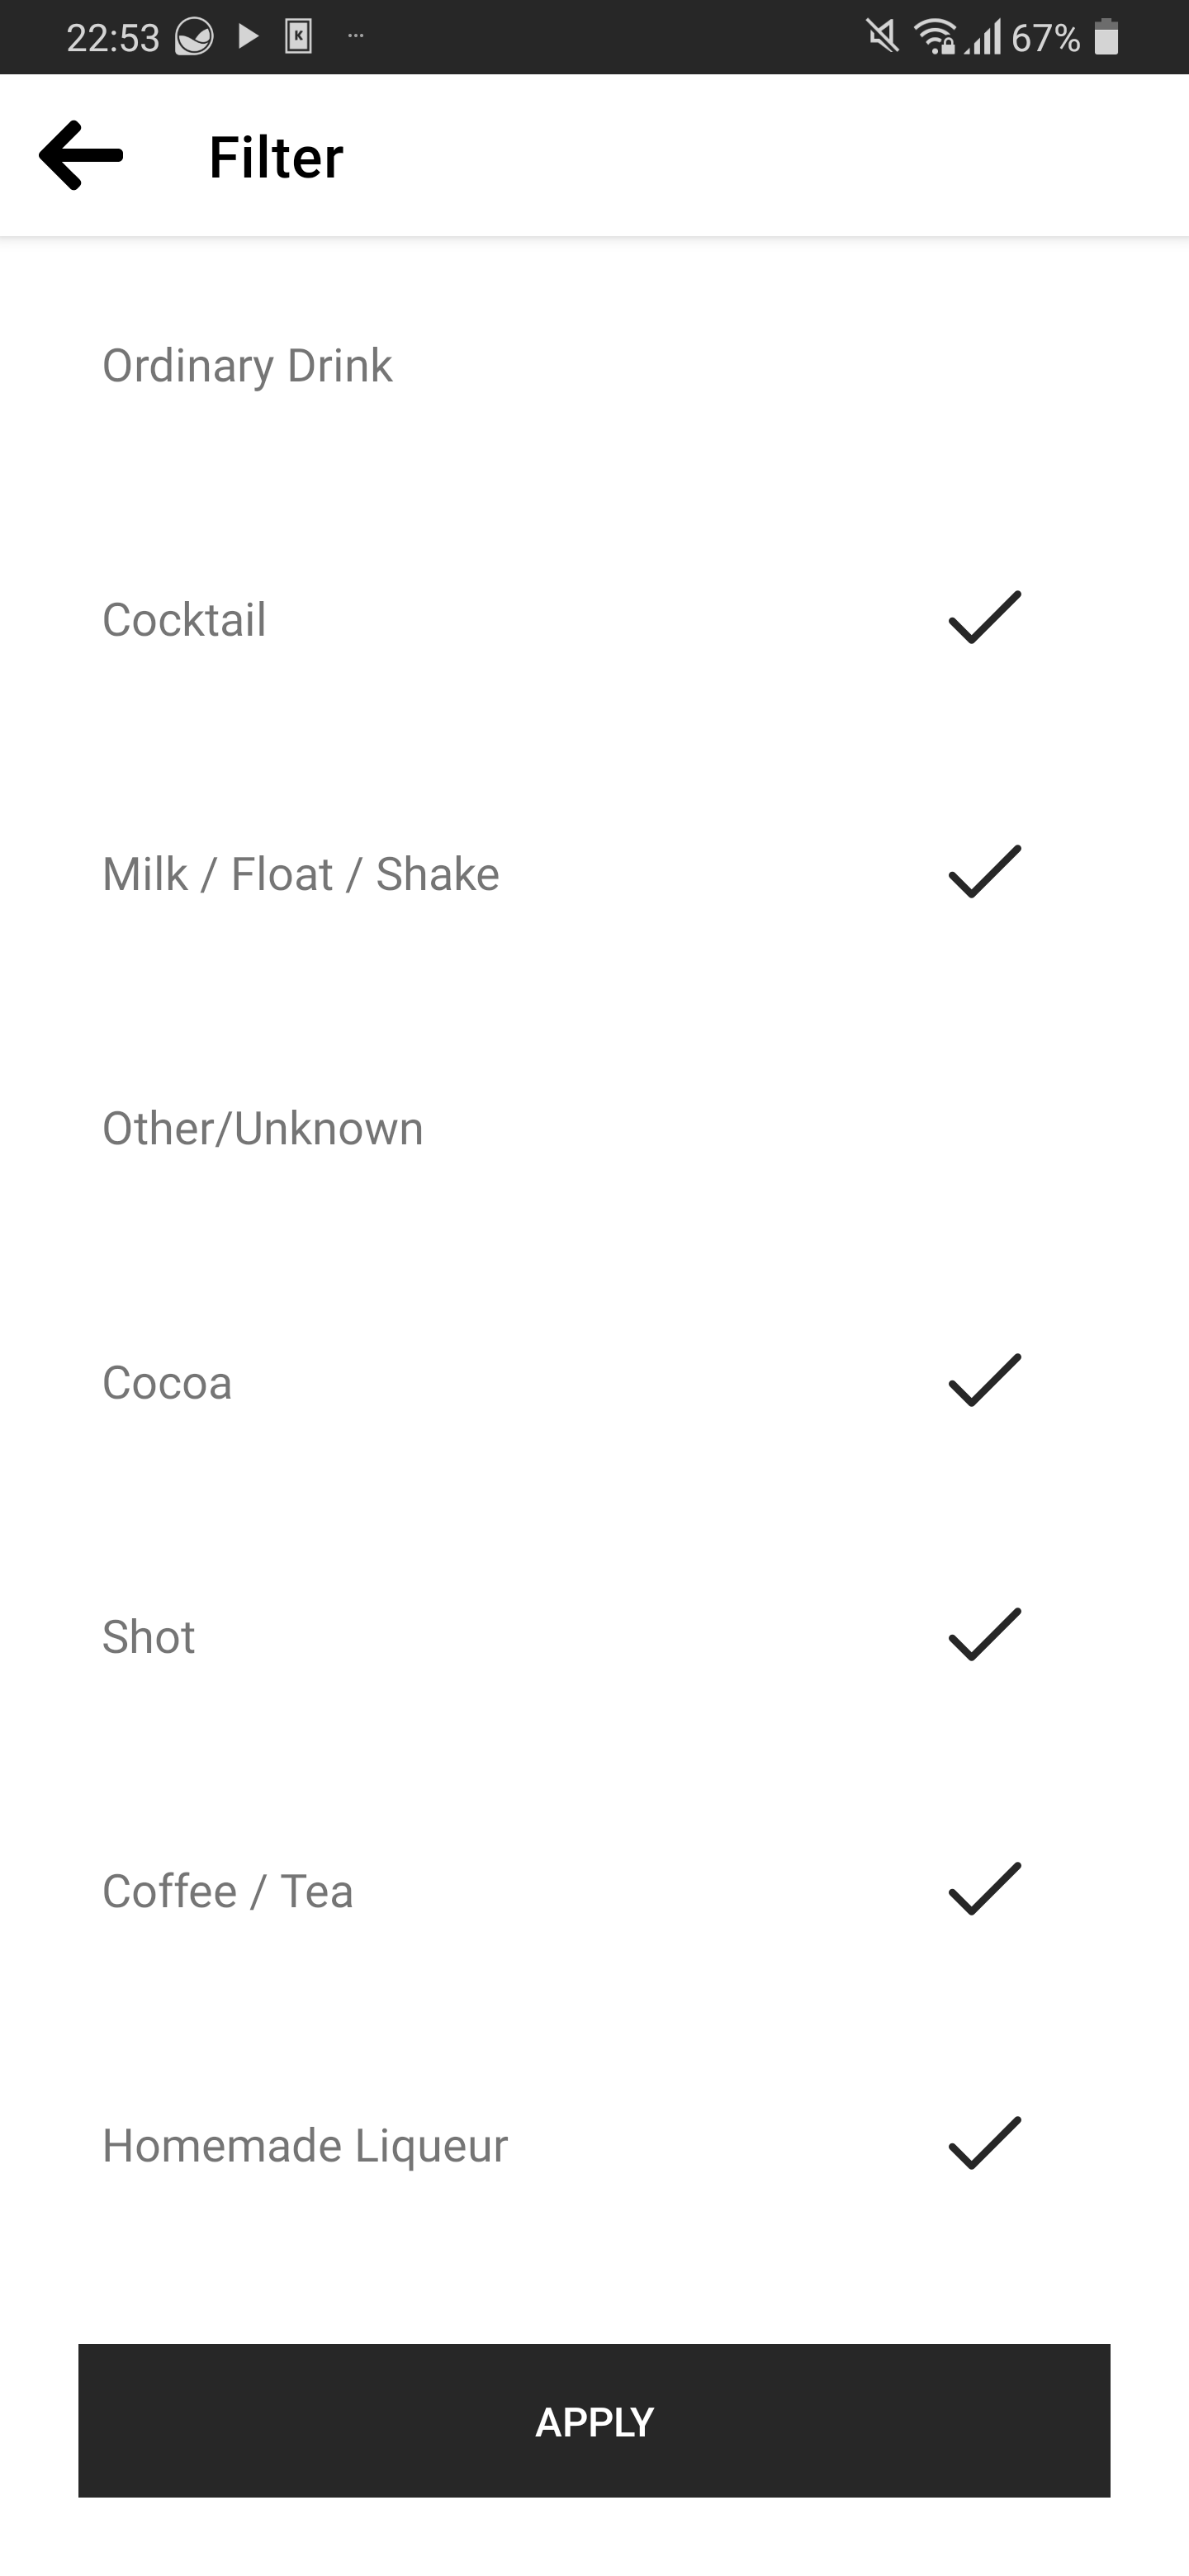 22:53 K ... 67%
Filter
Ordinary Drink
Cocktail
Milk / Float / Shake
Other/Unknown
Cocoa
Shot
Coffee / Tea
Homemade Liqueur
APPLY